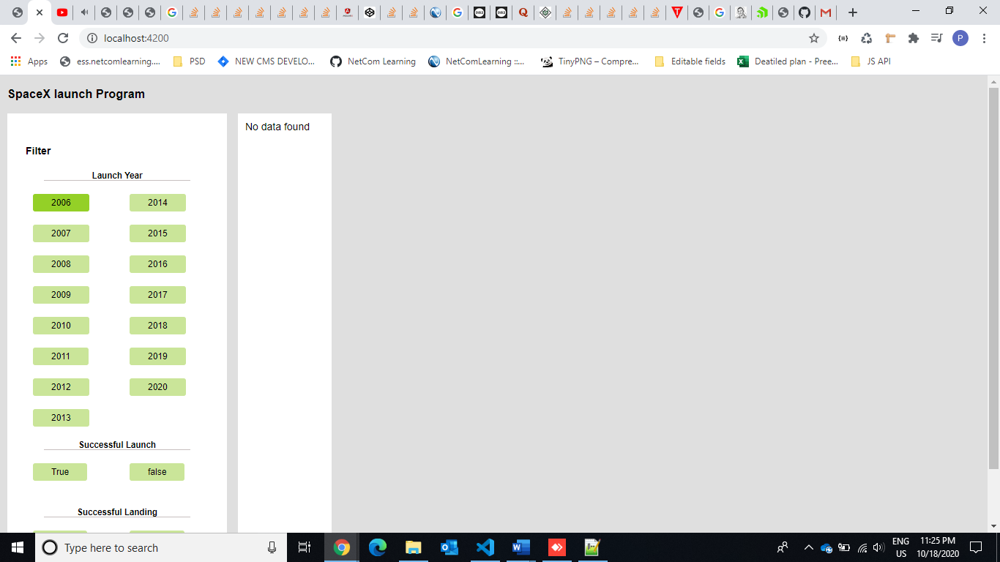 localhost:4200
P
Apps
ess.netcomlearning....
PSD
NEW CMS DEVELO...
NetCom Learning
NetComLearning ::...
TinyPNG – Compre...
Editable fields
Deatiled plan - Pree...
JS API
SpaceX launch Program
No data found
Filter
Launch Year
2006 2014
2007 2015
2008 2016
2009 2017
2010 2018
2011 2019
2012 2020
2013
Successful Launch
True false
Successful Landing
Type here to search
ENG 11:25 PM
US 10/18/2020